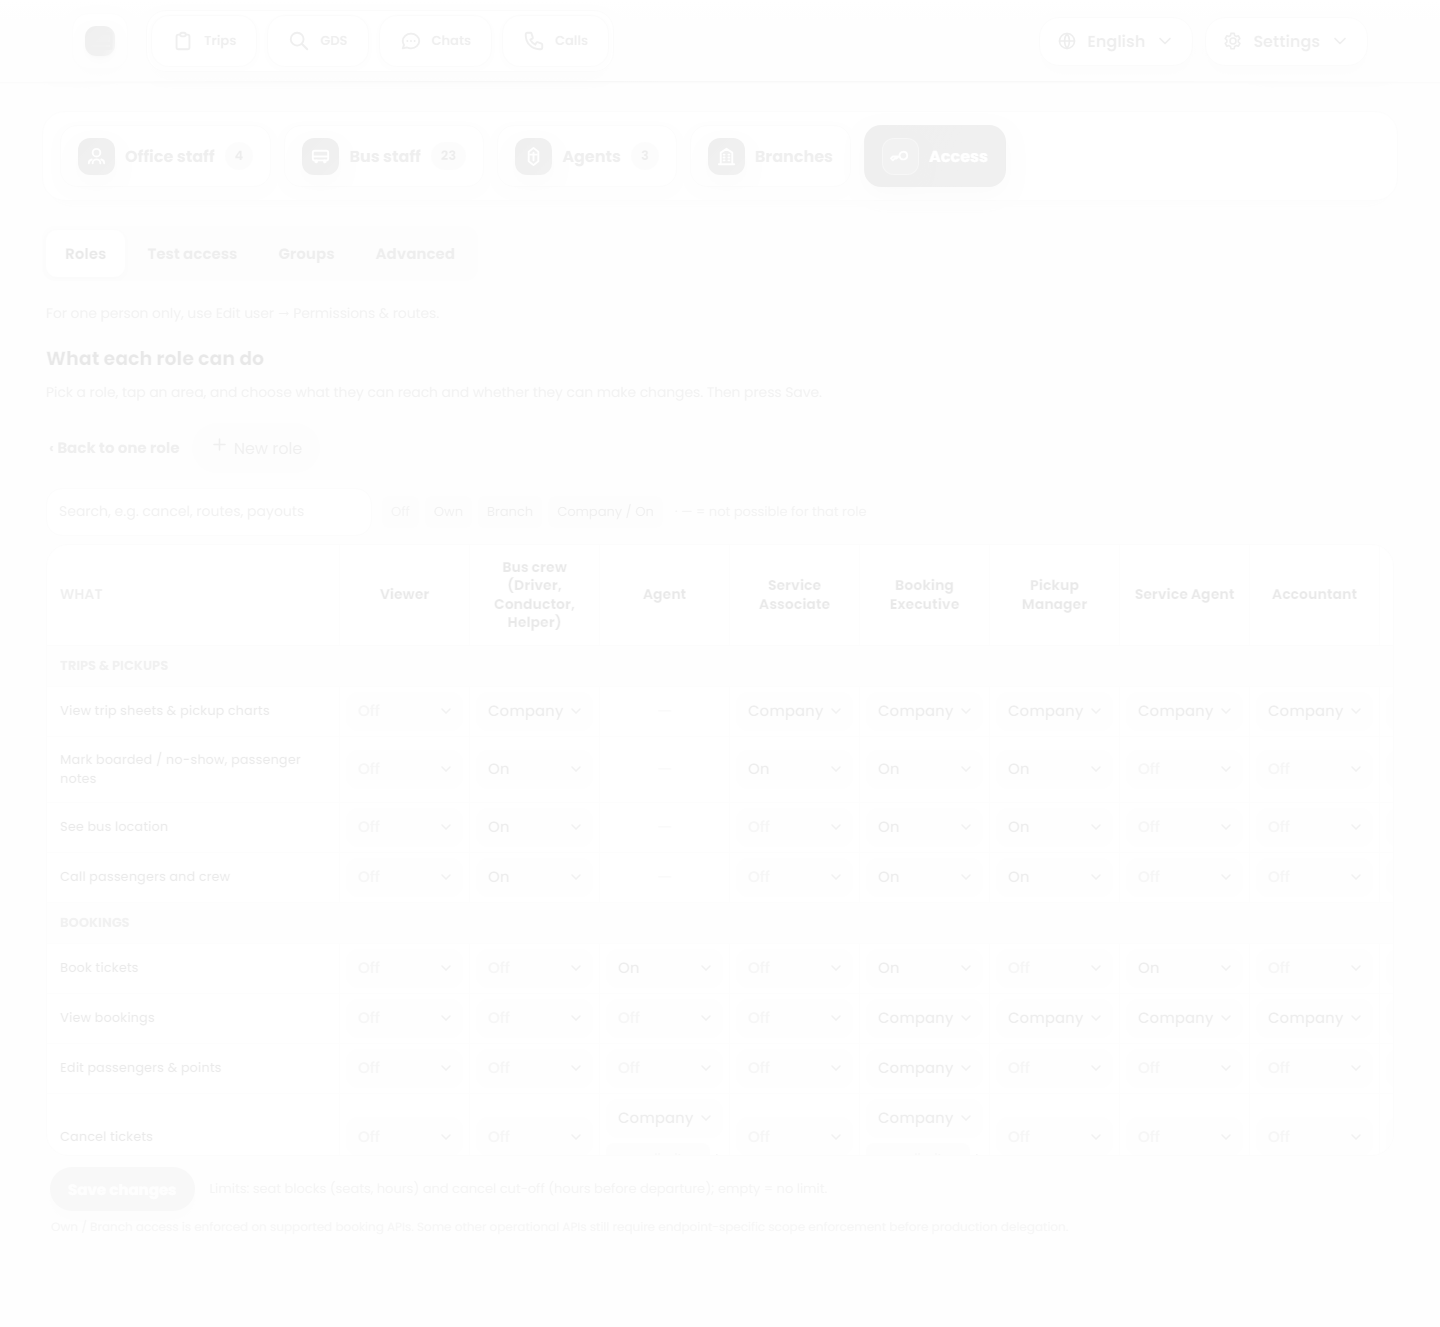 Trips
GDS
Chats
Calls
English
Settings
Office staff 4
Bus staff 23
Agents 3
Branches
Access
Roles
Test access
Groups
Advanced
For one person only, use Edit user → Permissions & routes.
What each role can do
Pick a role, tap an area, and choose what they can reach and whether they can make changes. Then press Save.
‹ Back to one role
+ New role
Search, e.g. cancel, routes, payouts
Off
Own
Branch
Company / On
· — = not possible for that role
WHAT
Viewer
Bus crew
(Driver,
Conductor,
Helper)
Agent
Service
Associate
Booking
Executive
Pickup
Manager
Service Agent
Accountant
TRIPS & PICKUPS
View trip sheets & pickup charts
Off
Company
—
Company
Company
Company
Company
Company
Mark boarded / no-show, passenger
notes
Off
On
—
On
On
On
Off
Off
See bus location
Off
On
—
Off
On
On
Off
Off
Call passengers and crew
Off
On
—
Off
On
On
Off
Off
BOOKINGS
Book tickets
Off
Off
On
Off
On
Off
On
Off
View bookings
Off
Off
Off
Off
Company
Company
Company
Company
Edit passengers & points
Off
Off
Off
Off
Company
Off
Off
Off
Cancel tickets
Off
Off
Company
Off
Company
Off
Off
Off
Save changes
Limits: seat blocks (seats, hours) and cancel cut-off (hours before departure); empty = no limit.
Own / Branch access is enforced on supported booking APIs. Some other operational APIs still require endpoint-specific scope enforcement before production delegation.